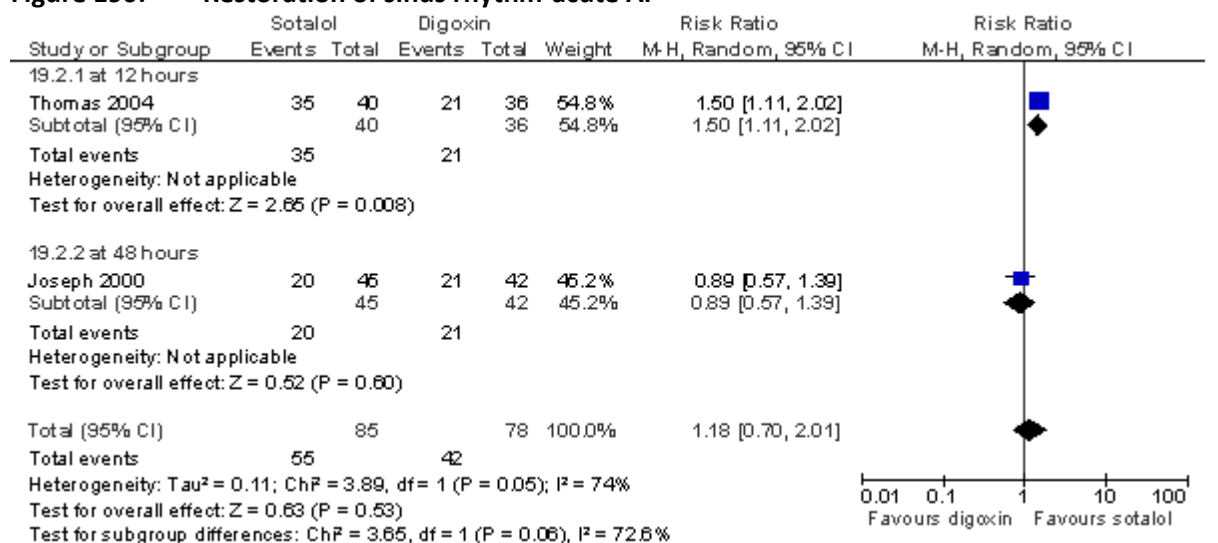 Figure 190: Restoration of sinus rhythm acute AF
Sotalol Digoxin Risk Ratio Risk Ratio
Study or Subgroup Events Total Events Total Weight M-H, Random, 95% CI M-H, Random, 95% CI
19.2.1 at 12 hours
Thomas 2004 35 40 21 36 54.8% 1.50 [1.11, 2.02]
Subtotal (95% CI) 40 36 54.8% 1.50 [1.11, 2.02]
Total events 35 21
Heterogeneity: Not applicable
Test for overall effect: Z = 2.65 (P = 0.008)
19.2.2 at 48 hours
Joseph 2000 20 45 21 42 45.2% 0.89 [0.57, 1.39]
Subtotal (95% CI) 45 42 45.2% 0.89 [0.57, 1.39]
Total events 20 21
Heterogeneity: Not applicable
Test for overall effect: Z = 0.52 (P = 0.60)
Total (95% CI) 85 78 100.0% 1.18 [0.70, 2.01]
Total events 55 42
Heterogeneity: Tau² = 0.11; Chi² = 3.89, df = 1 (P = 0.05); I² = 74%
Test for overall effect: Z = 0.63 (P = 0.53)
Test for subgroup differences: Chi² = 3.65, df = 1 (P = 0.06), I² = 72.6%
0.01 0.1 1 10 100
Favours digoxin Favours sotalol